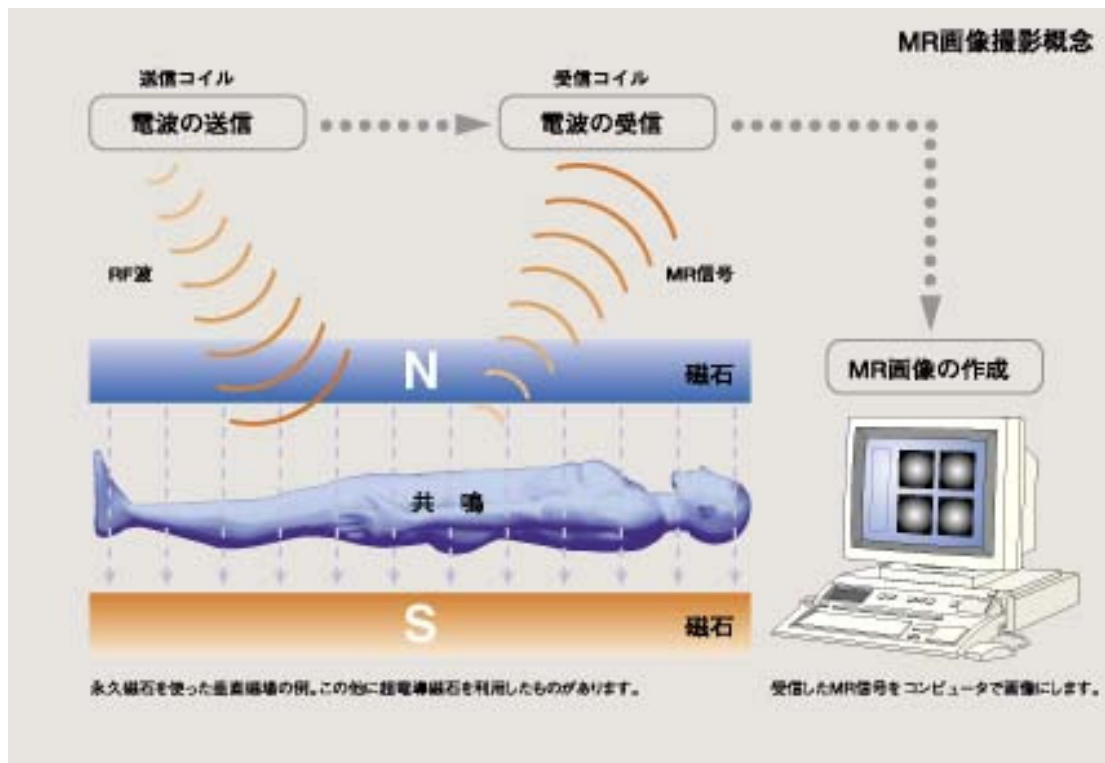 MR画像撮影概念
送信コイル
電波の送信
受信コイル
電波の受信
RF波
MR信号
N
磁石
MR画像の作成
共鳴
S
磁石
永久磁石を使った垂直磁場の例。この他に超電導磁石を利用したものがあります。
受信したMR信号をコンピュータで画像にします。